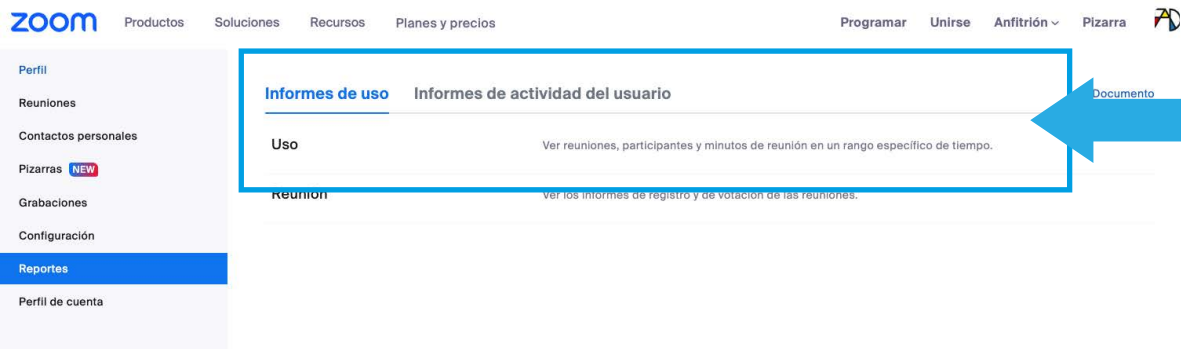 zoom Productos Soluciones Recursos Planes y precios Programar Unirse Anfitrión Pizarra
Perfil
Reuniones
Contactos personales
Pizarras NEW
Grabaciones
Configuración
Reportes
Perfil de cuenta
Informes de uso Informes de actividad del usuario Documento
Uso Ver reuniones, participantes y minutos de reunión en un rango específico de tiempo.
Reunión Ver los informes de registro y de votación de las reuniones.